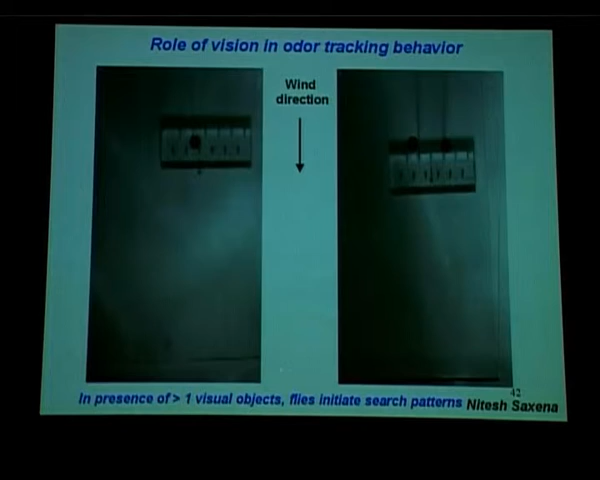 Role of vision in odor tracking behavior
Wind
direction
42
In presence of > 1 visual objects, flies initiate search patterns Nitesh Saxena